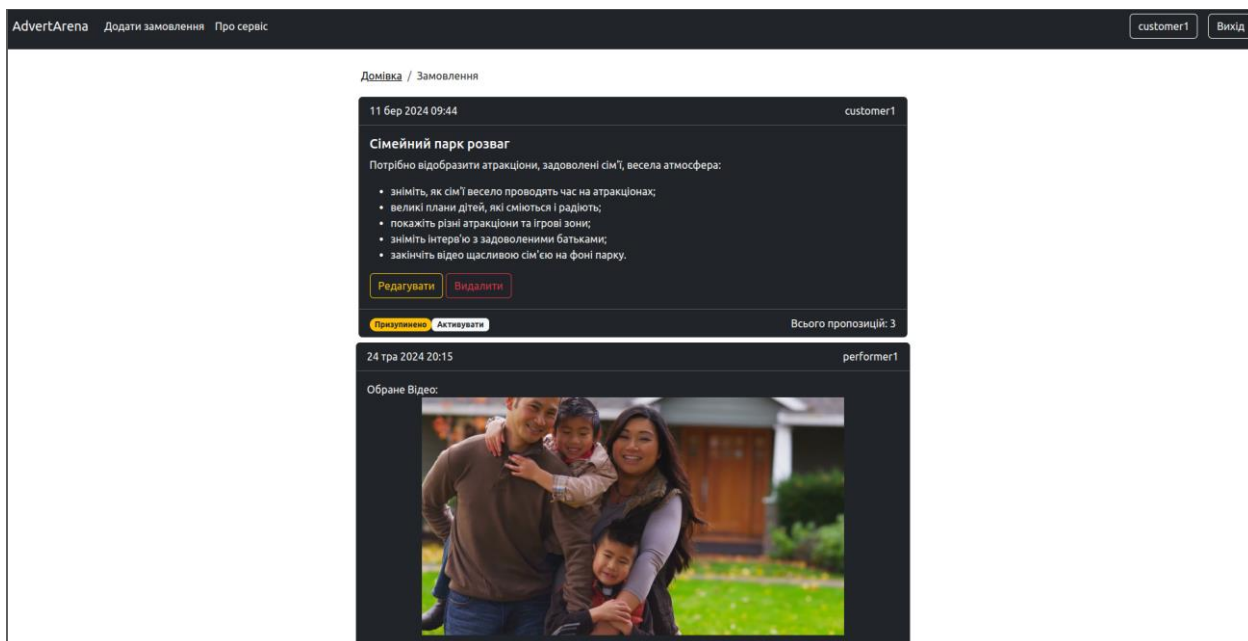 AdvertArena Додати замовлення Про сервіс customer1 Вихід
Домівка / Замовлення
11 бер 2024 09:44 customer1
Сімейний парк розваг
Потрібно відобразити атракціони, задоволені сім'ї, весела атмосфера:
• зніміть, як сім'ї весело проводять час на атракціонах;
• великі плани дітей, які сміються і радіють;
• покажіть різні атракціони та ігрові зони;
• зніміть інтерв'ю з задоволеними батьками;
• закінчіть відео щасливою сім'єю на фоні парку.
Редагувати Видалити
Призупинено Активувати Всього пропозицій: 3
24 тра 2024 20:15 performer1
Обране Відео: